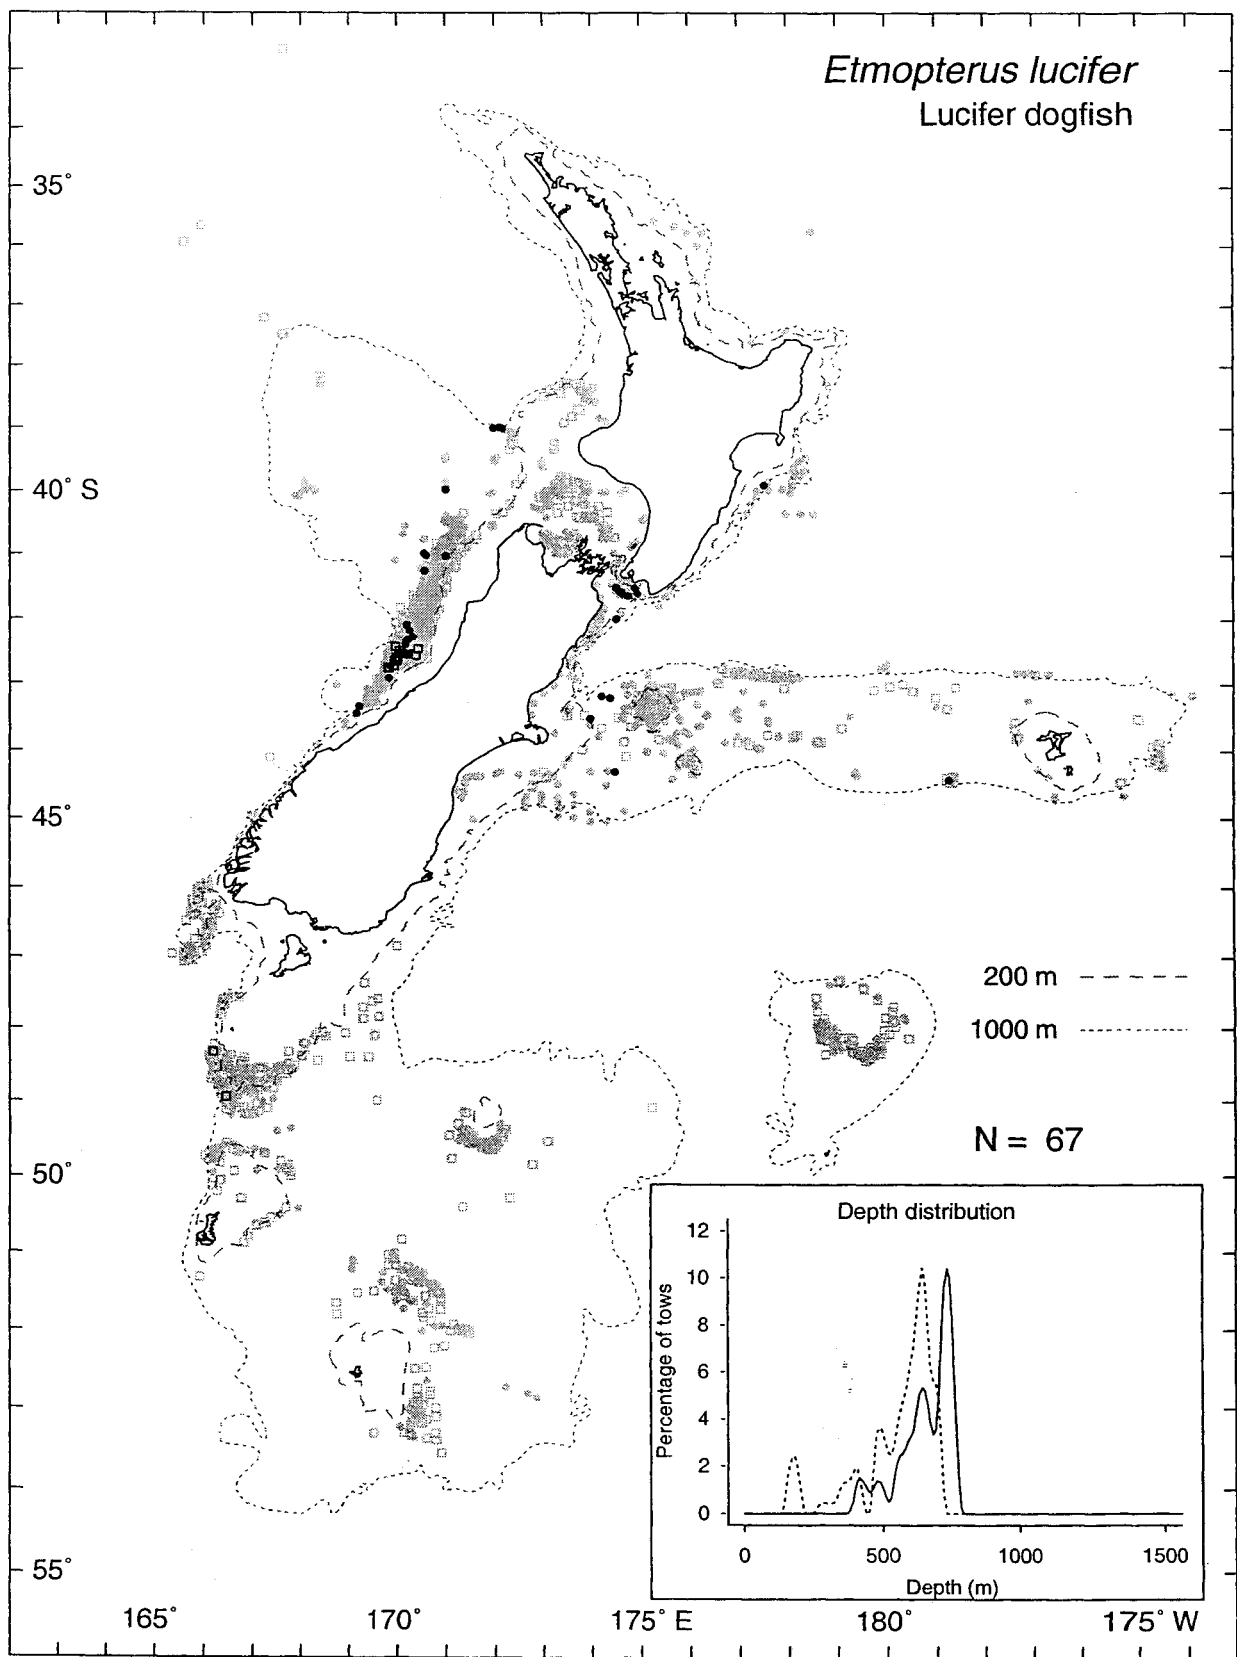 Etmopterus lucifer
Lucifer dogfish
35°
40° S
45°
50°
55°
200 m
1000 m
N = 67
Depth distribution
12
10
8
6
4
2
0
Percentage of tows
0 500 1000 1500
Depth (m)
165° 170° 175° E 180° 175° W